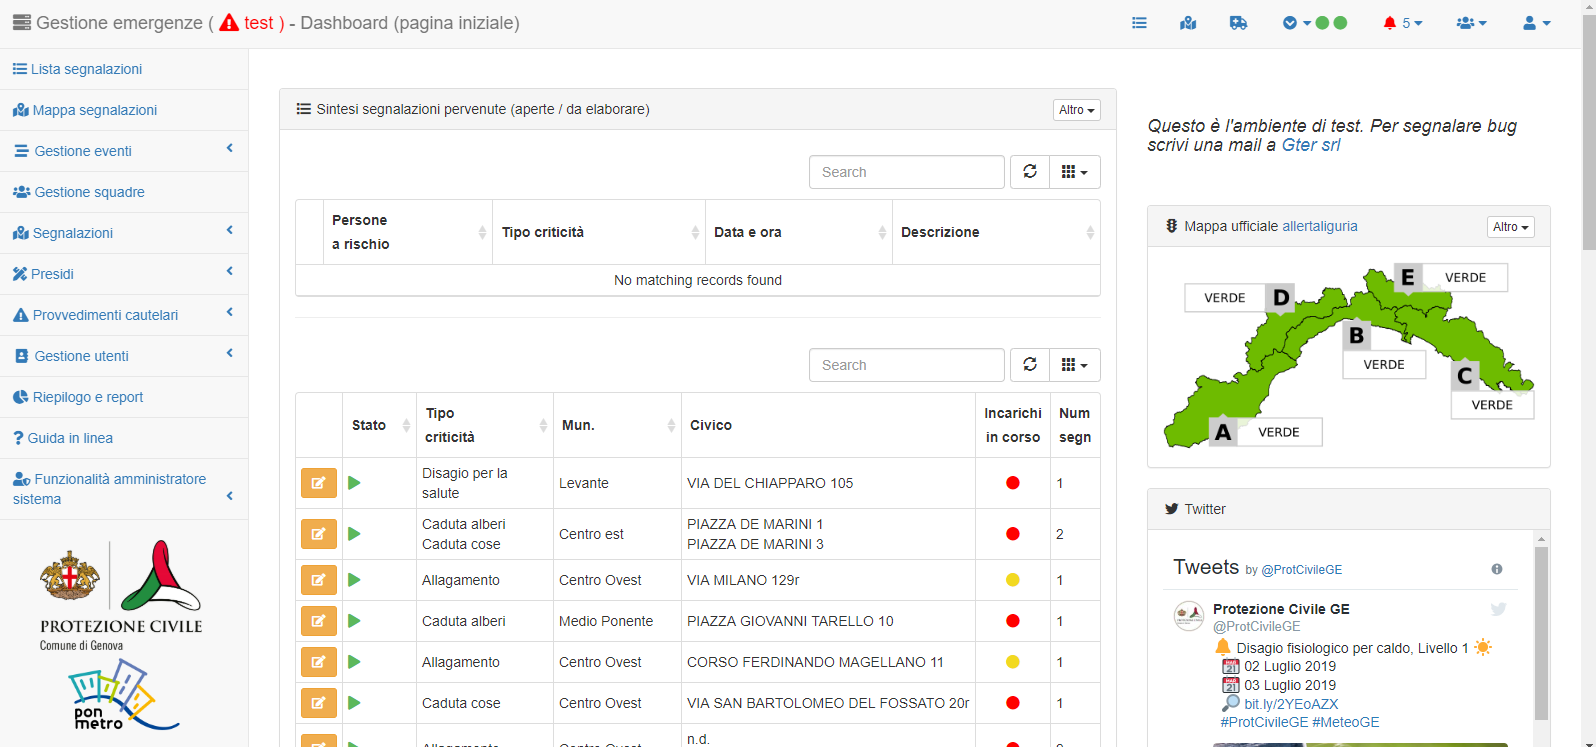 Gestione emergenze ( test ) - Dashboard (pagina iniziale)
5
Lista segnalazioni
Mappa segnalazioni
Gestione eventi
Gestione squadre
Segnalazioni
Presidi
Provvedimenti cautelari
Gestione utenti
Riepilogo e report
? Guida in linea
Funzionalità amministratore
sistema
PROTEZIONE CIVILE
Comune di Genova
pon
metro
Sintesi segnalazioni pervenute (aperte / da elaborare)
Altro
Search
Persone
a rischio
Tipo criticità
Data e ora
Descrizione
No matching records found
Search
Stato
Tipo
criticità
Mun.
Civico
Incarichi
in corso
Num
segn
Disagio per la
salute
Levante
VIA DEL CHIAPPARO 105
1
Caduta alberi
Caduta cose
Centro est
PIAZZA DE MARINI 1
PIAZZA DE MARINI 3
2
Allagamento
Centro Ovest
VIA MILANO 129r
1
Caduta alberi
Medio Ponente
PIAZZA GIOVANNI TARELLO 10
1
Allagamento
Centro Ovest
CORSO FERDINANDO MAGELLANO 11
1
Caduta cose
Centro Ovest
VIA SAN BARTOLOMEO DEL FOSSATO 20r
1
Allagamento
Centro Ovest
n.d.
Questo è l'ambiente di test. Per segnalare bug
scrivi una mail a Gter srl
Mappa ufficiale allertaliguria
Altro
E VERDE
VERDE D
B
VERDE
C
VERDE
A VERDE
Twitter
Tweets by @ProtCivileGE
Protezione Civile GE
@ProtCivileGE
Disagio fisiologico per caldo, Livello 1
02 Luglio 2019
03 Luglio 2019
bit.ly/2YEoAZX
#ProtCivileGE #MeteoGE